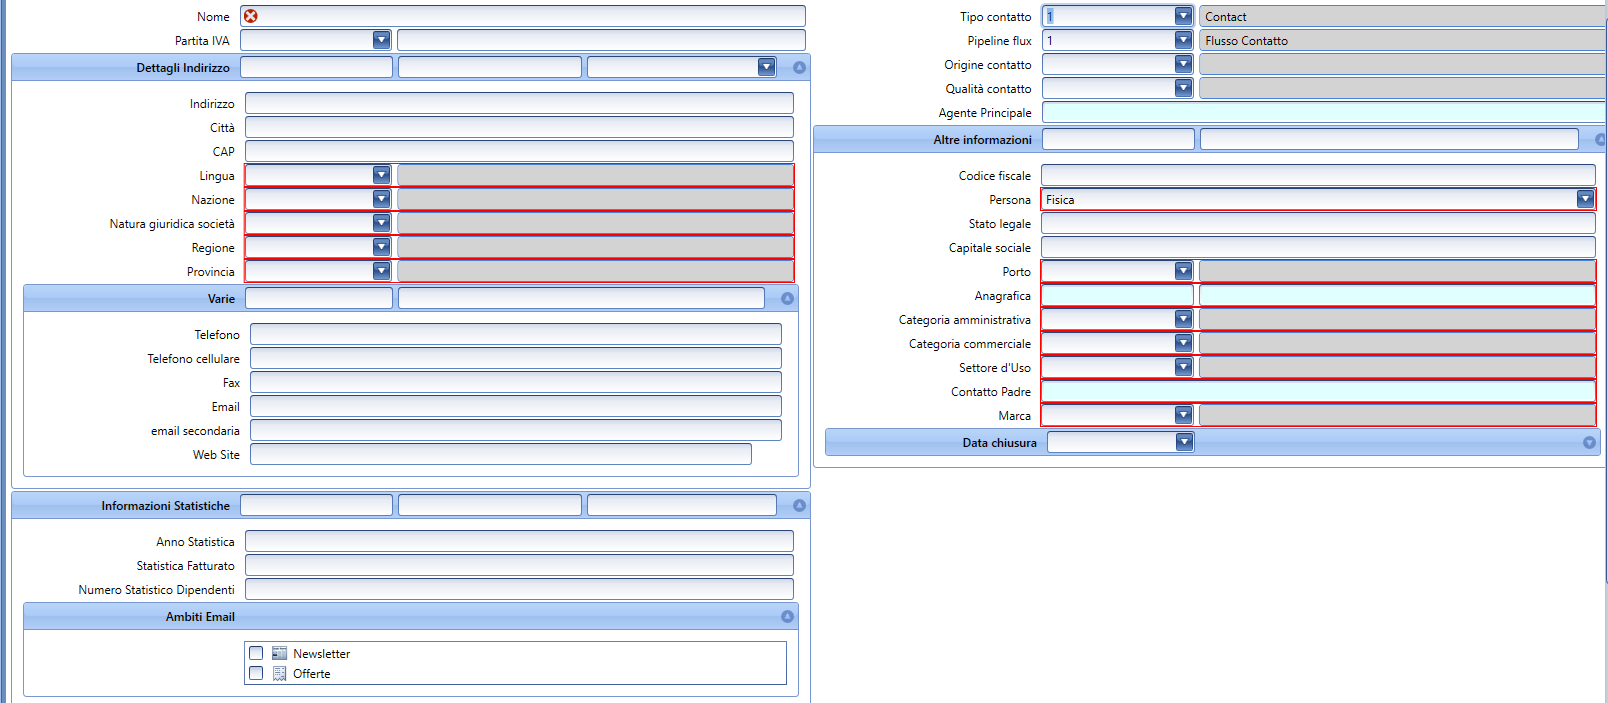 Nome
Partita IVA
Dettagli Indirizzo
Indirizzo
Città
CAP
Lingua
Nazione
Natura giuridica società
Regione
Provincia
Varie
Telefono
Telefono cellulare
Fax
Email
email secondaria
Web Site
Informazioni Statistiche
Anno Statistica
Statistica Fatturato
Numero Statistico Dipendenti
Ambiti Email
Newsletter
Offerte
Tipo contatto 1 Contact
Pipeline flux 1 Flusso Contatto
Origine contatto
Qualità contatto
Agente Principale
Altre informazioni
Codice fiscale
Persona Fisica
Stato legale
Capitale sociale
Porto
Anagrafica
Categoria amministrativa
Categoria commerciale
Settore d'Uso
Contatto Padre
Marca
Data chiusura